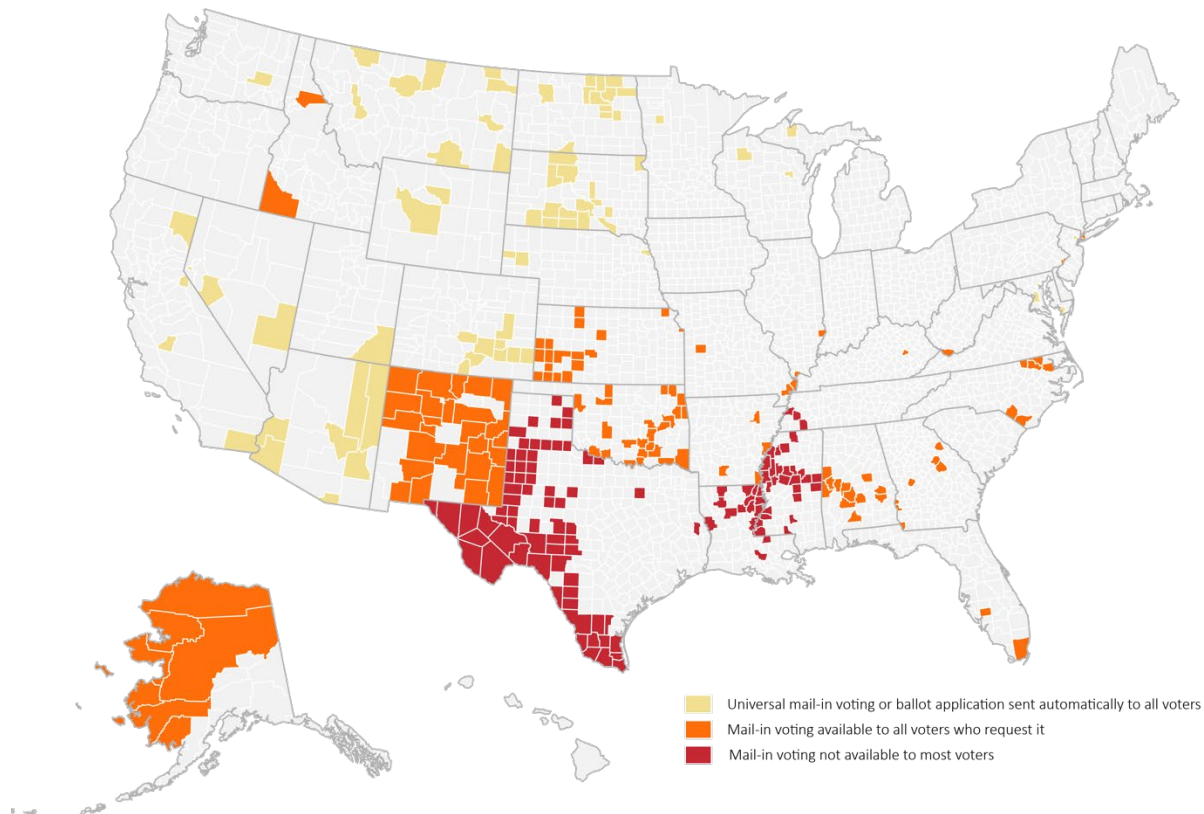 Universal mail-in voting or ballot application sent automatically to all voters
Mail-in voting available to all voters who request it
Mail-in voting not available to most voters